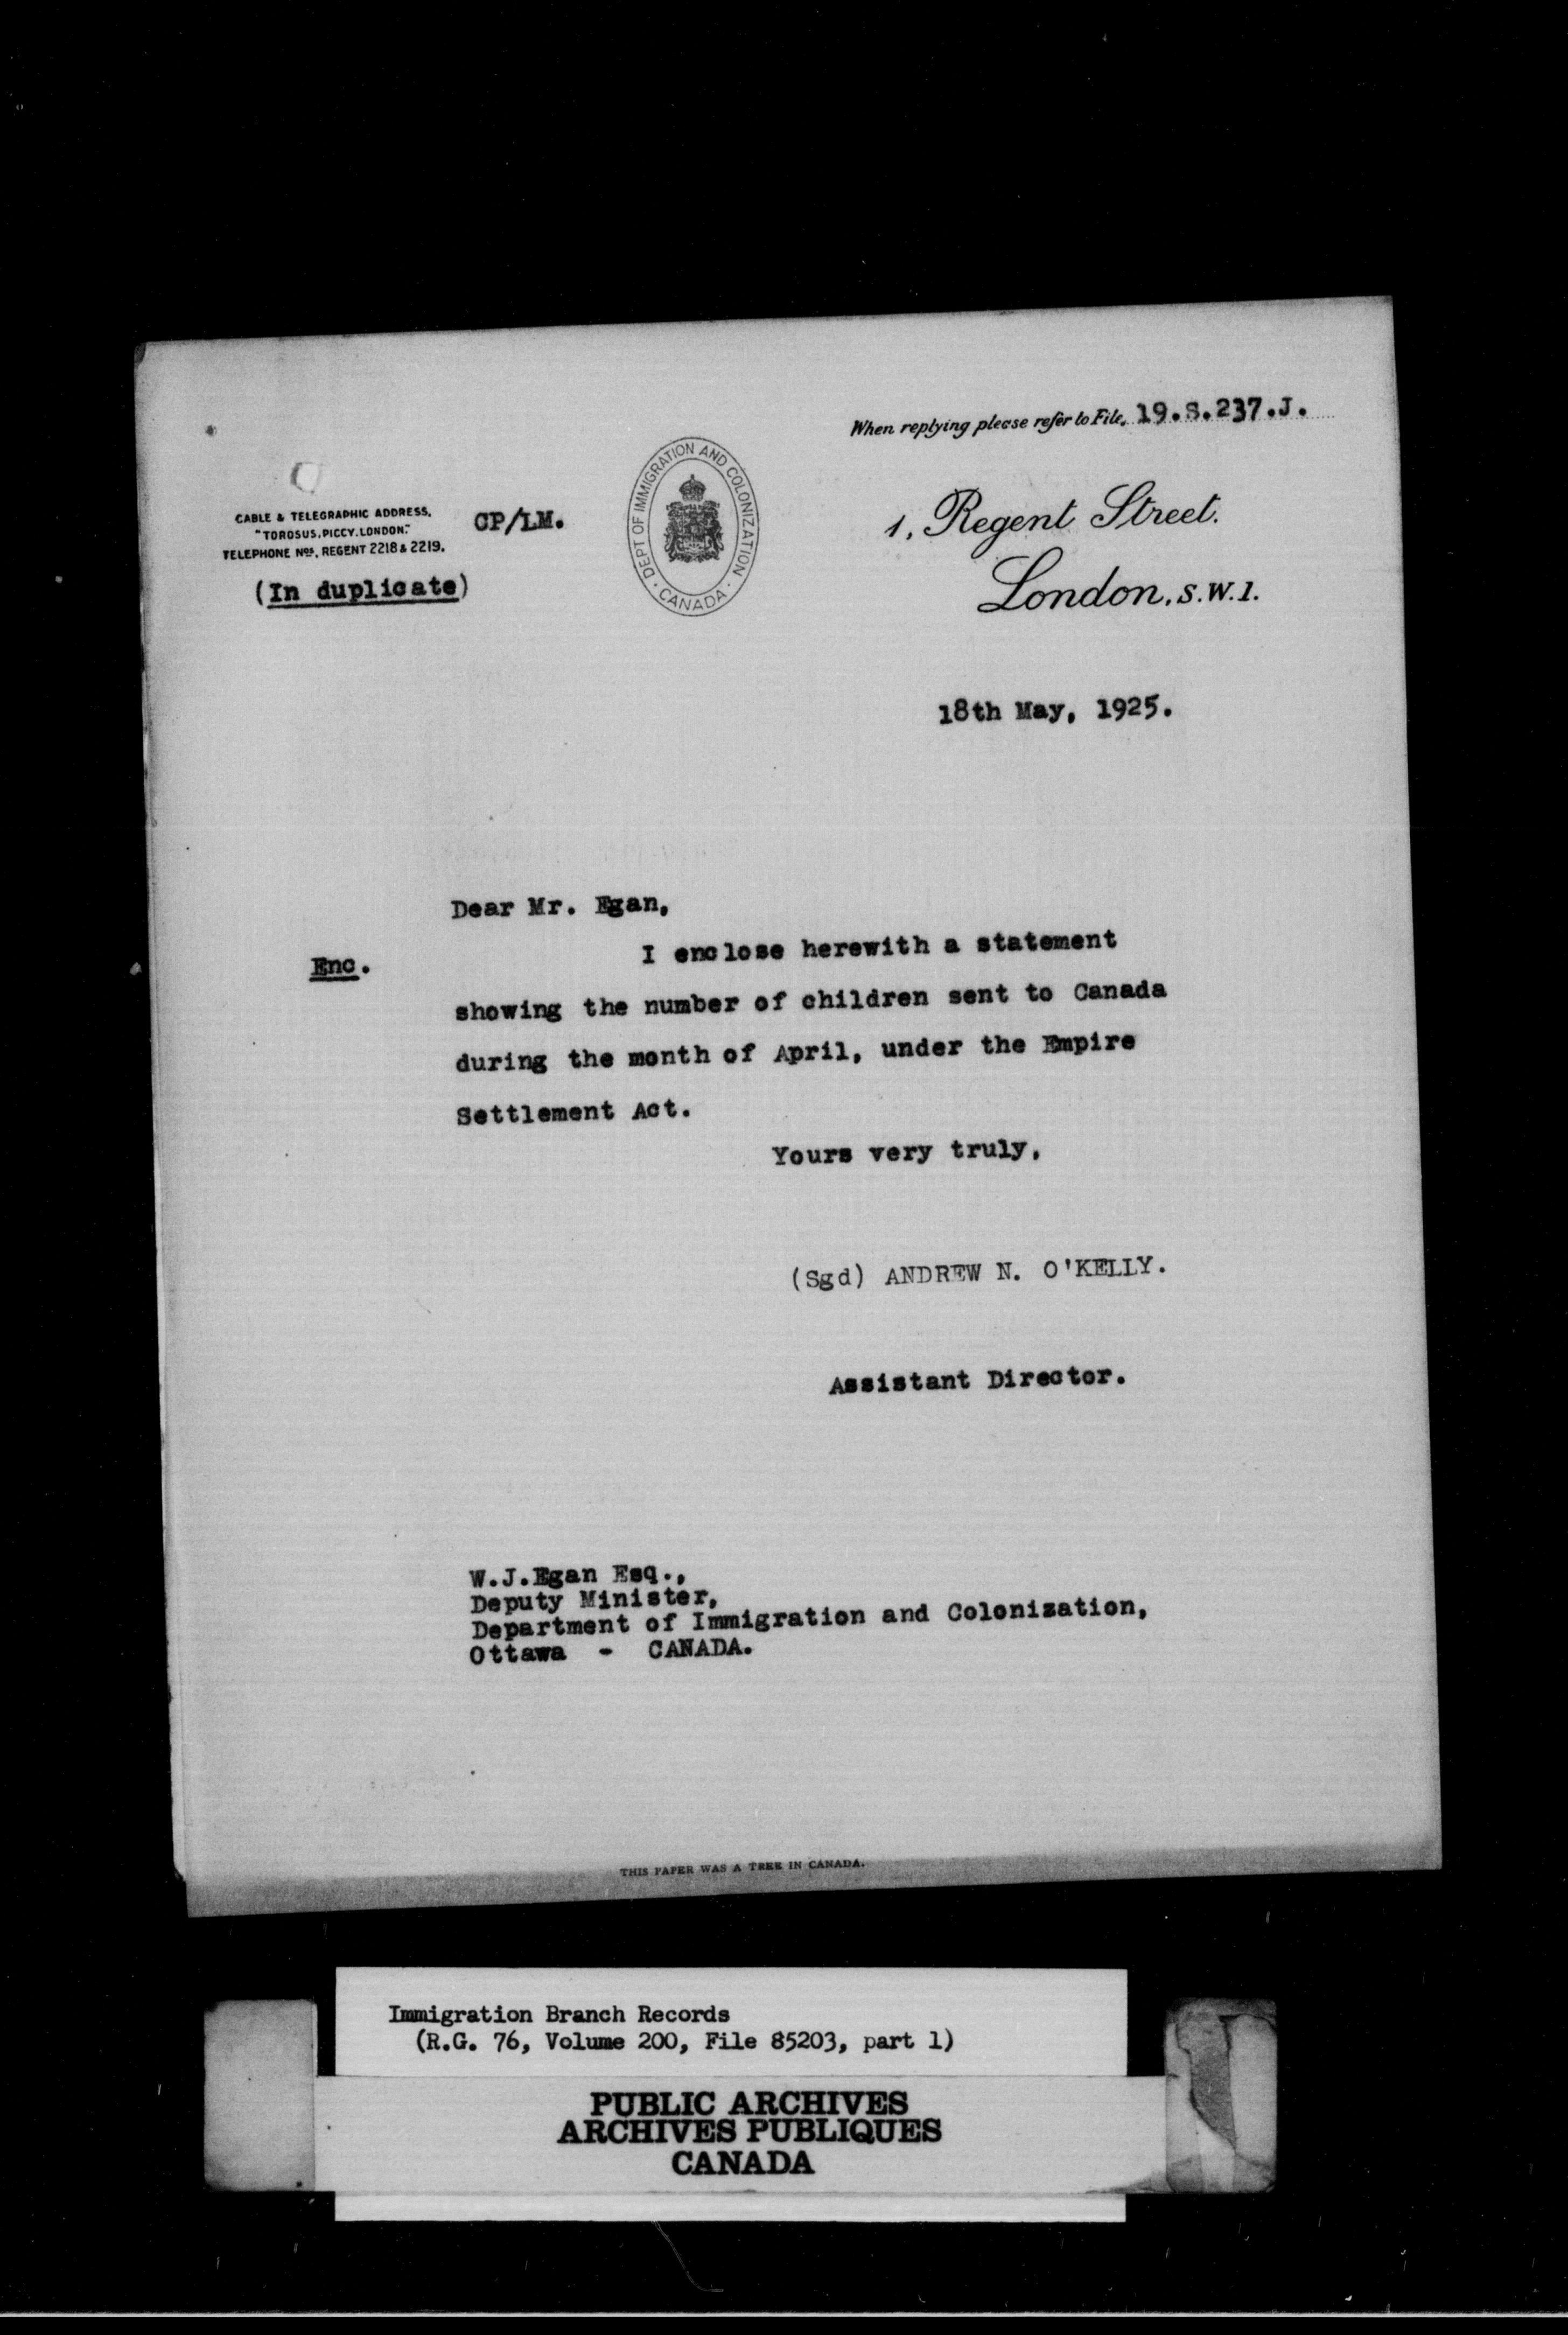 When replying please refer to File. 19.S.237.J.
CABLE & TELEGRAPHIC ADDRESS,
"TOROSUS, PICCY. LONDON."
TELEPHONE Nos. REGENT 2218 & 2219.
CP/LM.
(In duplicate)
DEPT OF IMMIGRATION AND COLONIZATION · CANADA ·
1, Regent Street.
London, S.W.1.
18th May, 1925.
Dear Mr. Egan,
Enc.
I enclose herewith a statement
showing the number of children sent to Canada
during the month of April, under the Empire
Settlement Act.
Yours very truly,
(Sgd) ANDREW N. O'KELLY.
Assistant Director.
W.J.Egan Esq.,
Deputy Minister,
Department of Immigration and Colonization,
Ottawa - CANADA.
THIS PAPER WAS A TREE IN CANADA.
Immigration Branch Records
(R.G. 76, Volume 200, File 85203, part 1)
PUBLIC ARCHIVES
ARCHIVES PUBLIQUES
CANADA